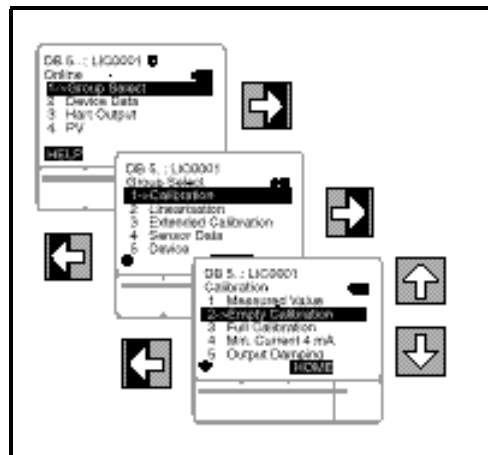 DB 5..: LIC0001
Online
1->Group Select
2 Device Data
3 Hart Output
4 PV
HELP
DB 5..: LIC0001
Group Select
1->Calibration
2 Linearisation
3 Extended Calibration
4 Sensor Data
5 Device
DB 5..: LIC0001
Calibration
1 Measured Value
2->Empty Calibration
3 Full Calibration
4 Min. Current 4 mA
5 Output Damping
HOME